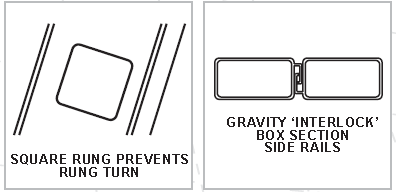 SQUARE RUNG PREVENTS
RUNG TURN
GRAVITY ‘INTERLOCK’
BOX SECTION
SIDE RAILS